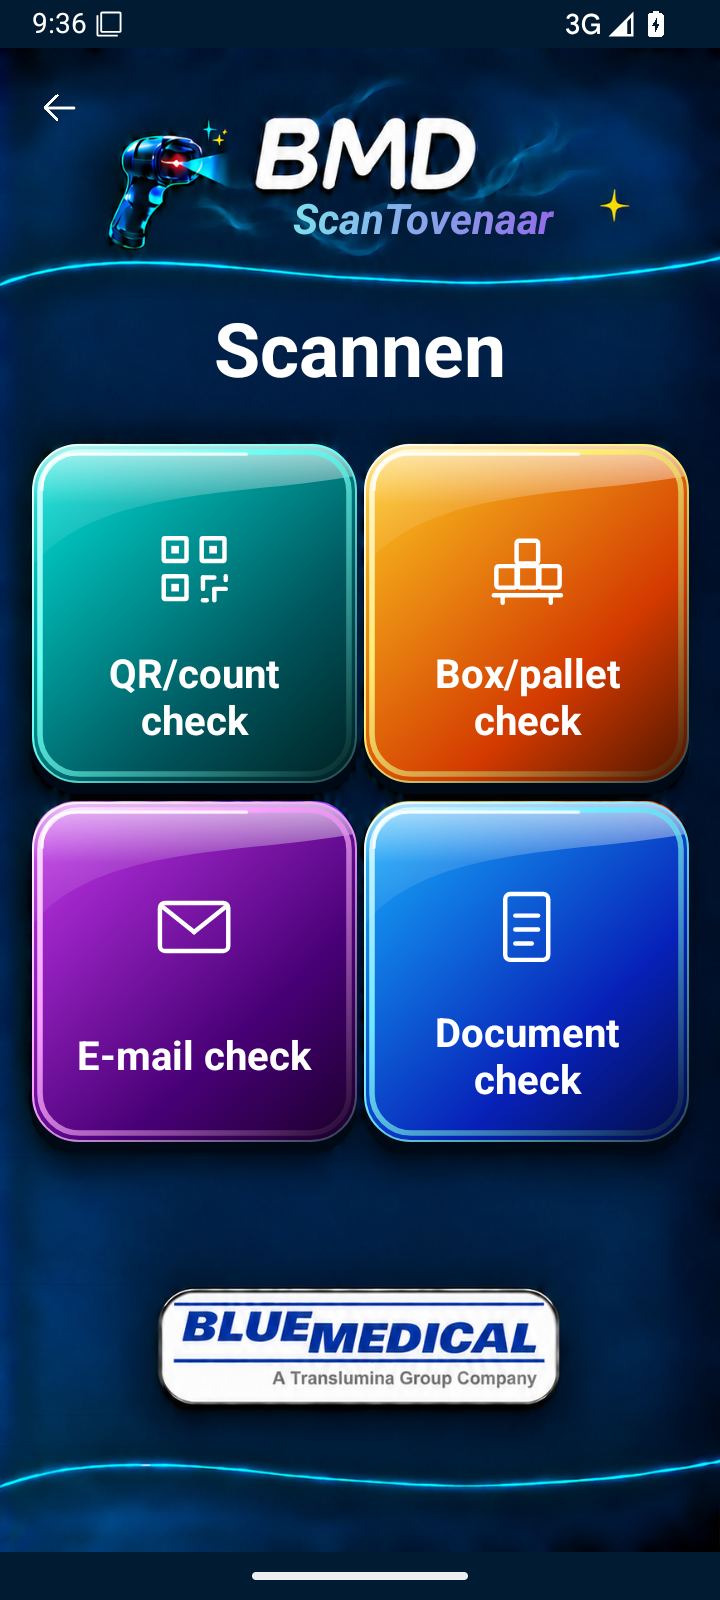 9:36
3G
BMD
ScanTovenaar
Scannen
QR/count
check
Box/pallet
check
E-mail check
Document
check
BLUEMEDICAL
A Translumina Group Company